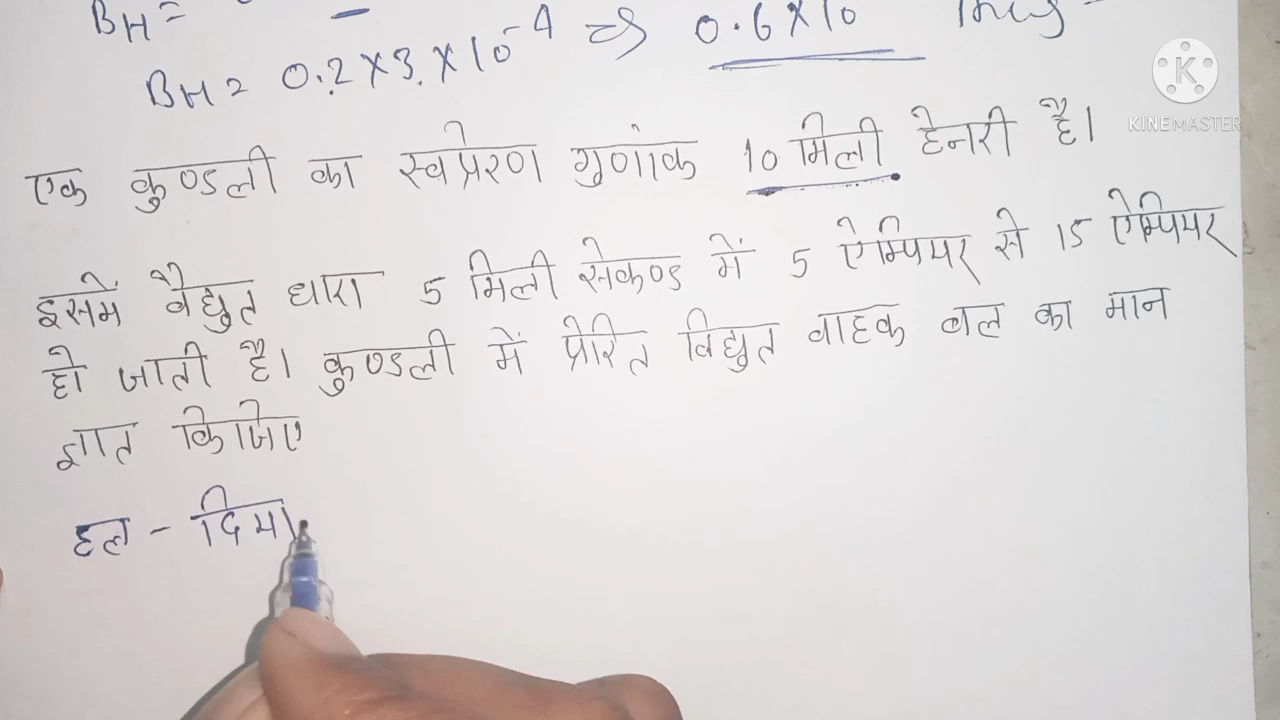 BH =
BH = 0.2 × 3 × 10⁻⁴ ⇒ 0.6 × 10
एक कुण्डली का स्वप्रेरण गुणांक 10 मिली हेनरी है।
इसमें वैद्युत धारा 5 मिली सेकण्ड में 5 ऐम्पियर से 15 ऐम्पियर
हो जाती है। कुण्डली में प्रेरित विद्युत वाहक बल का मान
ज्ञात किजिए
हल - दिया
K
KINEMASTER